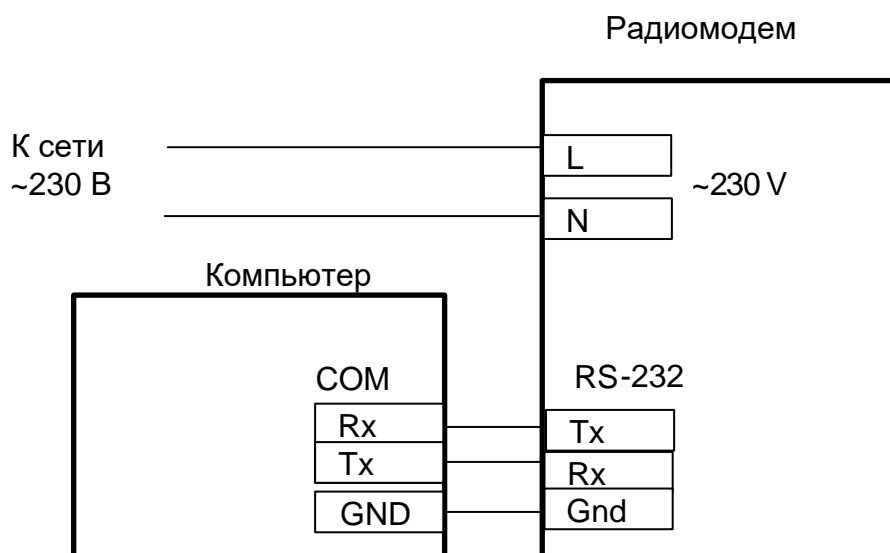 Радиомодем
К сети
~230 В
L
~230 V
N
Компьютер
COM
RS-232
Rx
Tx
Tx
Rx
GND
Gnd